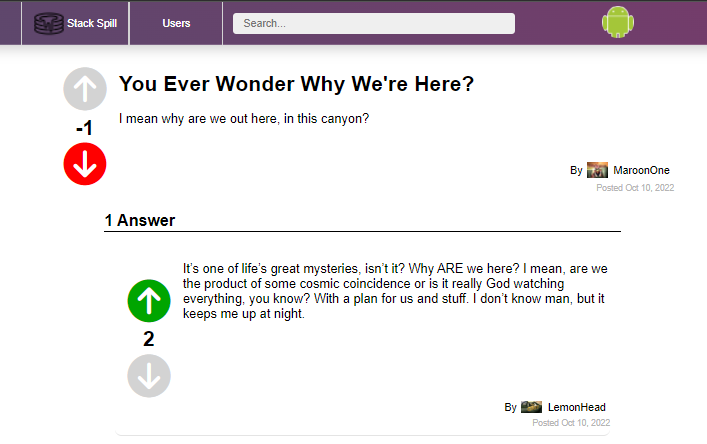 Stack Spill
Users
Search...
You Ever Wonder Why We're Here?
I mean why are we out here, in this canyon?
-1
By MaroonOne
Posted Oct 10, 2022
1 Answer
It's one of life's great mysteries, isn't it? Why ARE we here? I mean, are we
the product of some cosmic coincidence or is it really God watching
everything, you know? With a plan for us and stuff. I don't know man, but it
keeps me up at night.
2
By LemonHead
Posted Oct 10, 2022